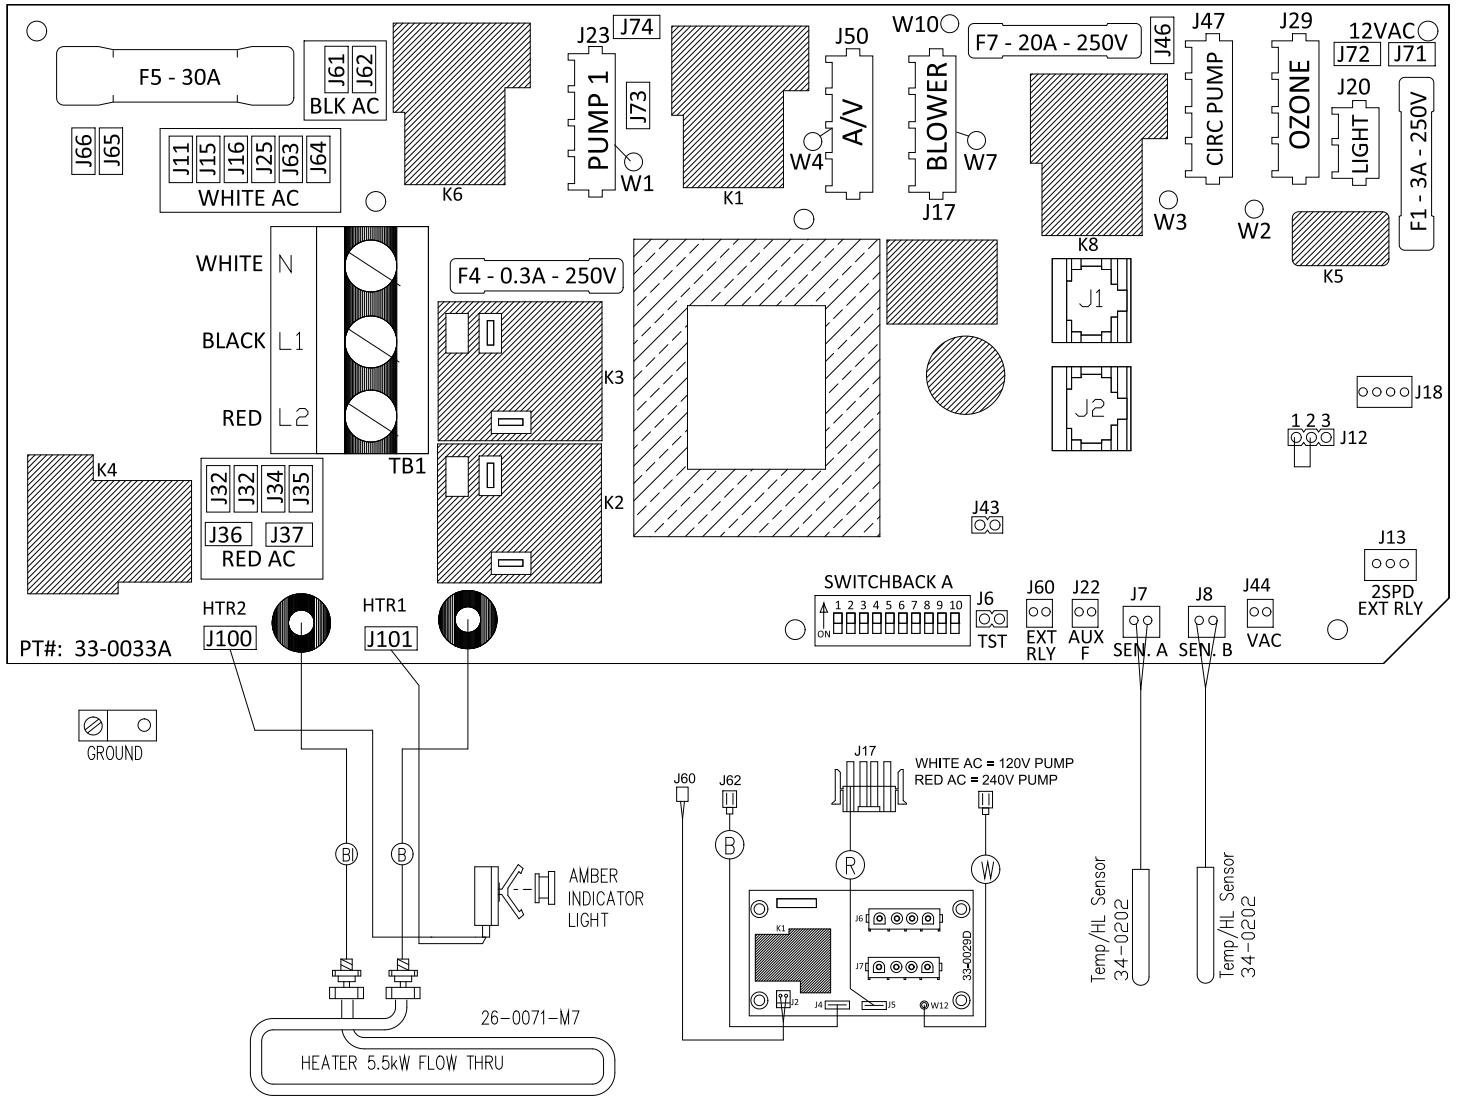 J23
J74
W10
F7 - 20A - 250V
J46
J47
J29
12VAC
J72
J71
F5 - 30A
J61
J62
BLK AC
K6
PUMP 1
J73
W1
K1
J50
A/V
W4
BLOWER
W7
J17
CIRC PUMP
OZONE
J20
LIGHT
F1 - 3A - 250V
J66
J65
J11
J15
J16
J25
J63
J64
WHITE AC
K8
W3
W2
K5
WHITE N
BLACK L1
RED L2
TB1
F4 - 0.3A - 250V
K3
K2
J1
J2
J18
1 2 3
J12
K4
J32
J32
J34
J35
J36
J37
RED AC
J43
J13
2SPD
EXT RLY
HTR2
J100
HTR1
J101
SWITCHBACK A
1 2 3 4 5 6 7 8 9 10
ON
J6
TST
J60
EXT
RLY
J22
AUX
F
J7
SEN. A
J8
SEN. B
J44
VAC
PT#: 33-0033A
GROUND
BI
B
AMBER
INDICATOR
LIGHT
26-0071-M7
HEATER 5.5kW FLOW THRU
J60
J62
J17
WHITE AC = 120V PUMP
RED AC = 240V PUMP
B
R
W
K1
J6
J7
J2
J4
J5
W12
33-0029D
Temp/HL Sensor
34-0202
Temp/HL Sensor
34-0202